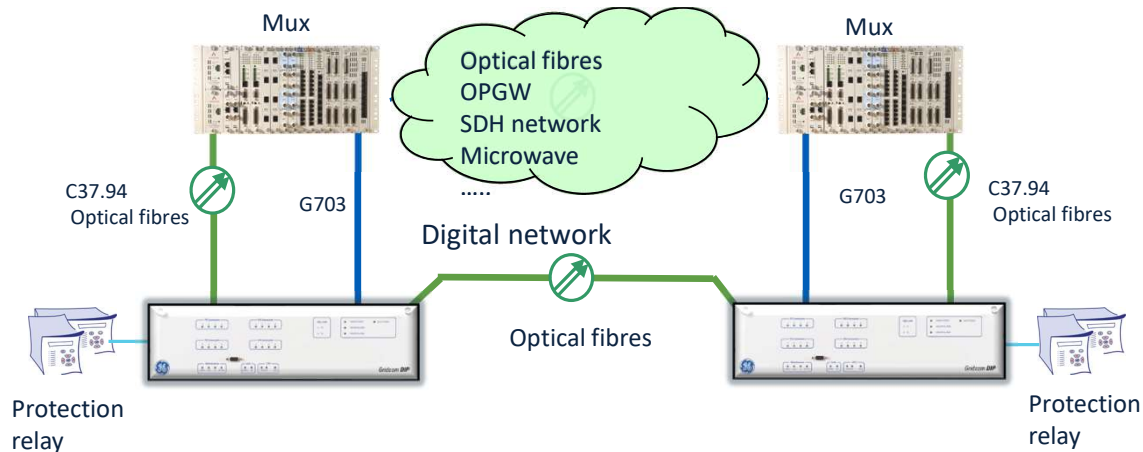 Mux
Mux
Optical fibres
OPGW
SDH network
Microwave
.....
C37.94
Optical fibres
G703
G703
C37.94
Optical fibres
Digital network
Optical fibres
Protection
relay
Protection
relay